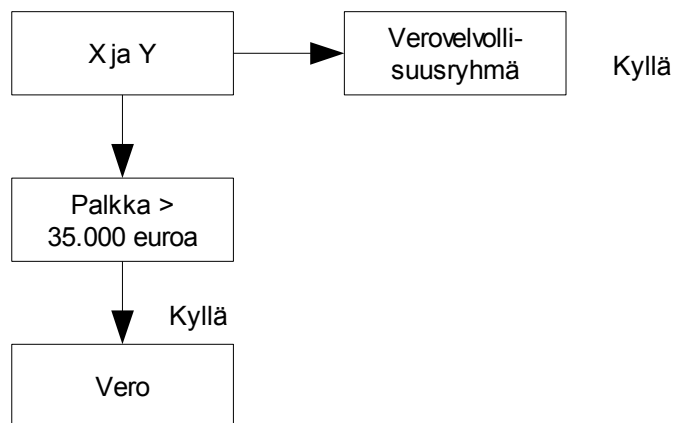 X ja Y
Verovelvolli-
suusryhmä
Kyllä
Palkka >
35.000 euroa
Kyllä
Vero